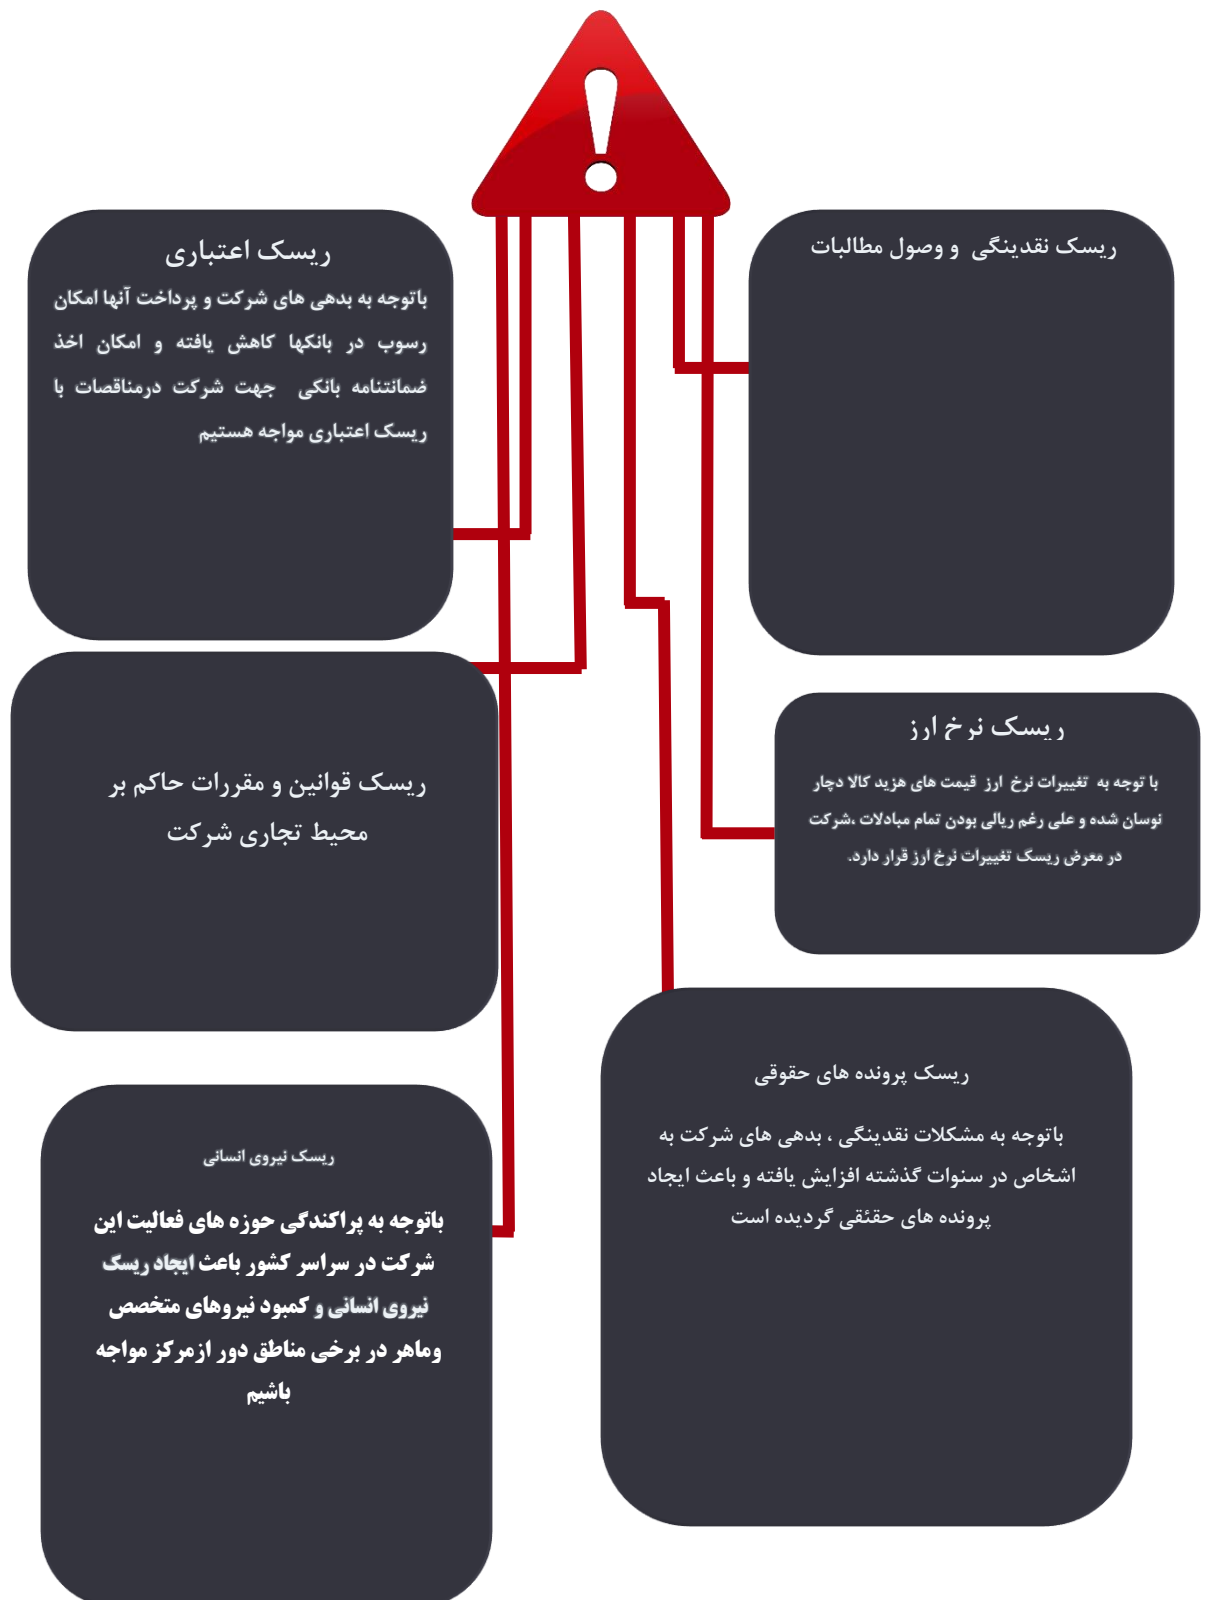 ریسک نقدینگی و وصول مطالبات
ریسک اعتباری
باتوجه به بدهی های شرکت و پرداخت آنها امکان
رسوب در بانکها کاهش یافته و امکان اخذ
ضمانتنامه بانکی جهت شرکت درمناقصات با
ریسک اعتباری مواجه هستیم
ریسک نرخ ارز
با توجه به تغییرات نرخ ارز قیمت های هزید کالا دچار
نوسان شده و علی رغم ریالی بودن تمام مبادلات ،شرکت
در معرض ریسک تغییرات نرخ ارز قرار دارد.
ریسک قوانین و مقررات حاکم بر
محیط تجاری شرکت
ریسک پرونده های حقوقی
باتوجه به مشکلات نقدینگی ، بدهی های شرکت به
اشخاص در سنوات گذشته افزایش یافته و باعث ایجاد
پرونده های حقئقی گردیده است
ریسک نیروی انسانی
باتوجه به پراکندگی حوزه های فعالیت این
شرکت در سراسر کشور باعث ایجاد ریسک
نیروی انسانی و کمبود نیروهای متخصص
وماهر در برخی مناطق دور ازمرکز مواجه
باشیم